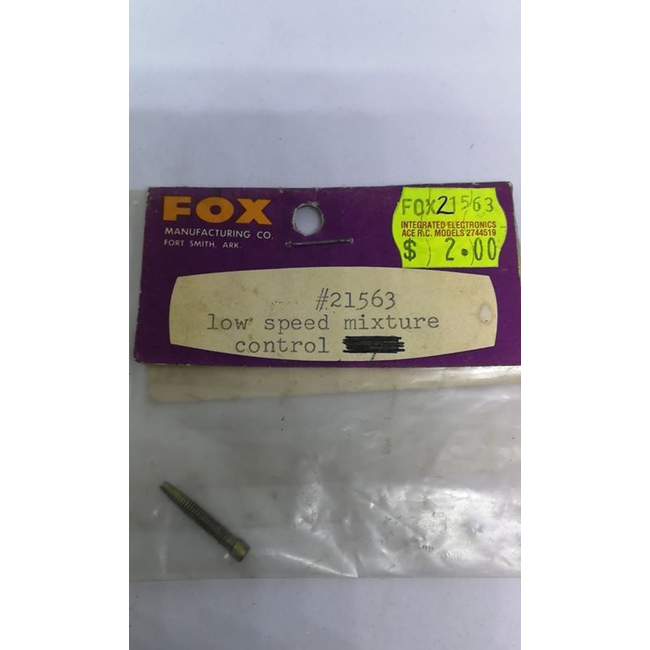 FOX
MANUFACTURING CO.
FORT SMITH, ARK.
FOX21563
INTEGRATED ELECTRONICS
ACE R.C. MODELS 2744519
$ 2.00
#21563
low speed mixture
control